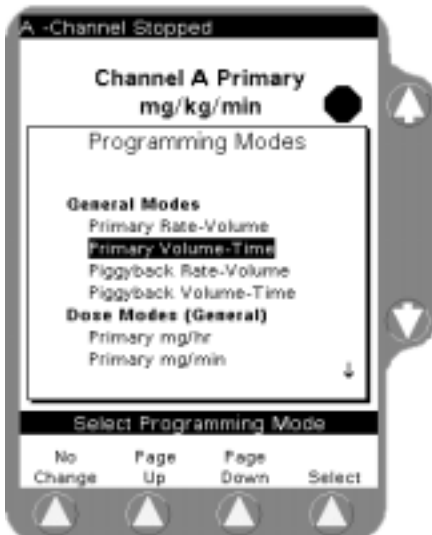 A -Channel Stopped
Channel A Primary
mg/kg/min
Programming Modes
General Modes
Primary Rate-Volume
Primary Volume-Time
Piggyback Rate-Volume
Piggyback Volume-Time
Dose Modes (General)
Primary mg/hr
Primary mg/min
↓
Select Programming Mode
No Change Page Up Page Down Select